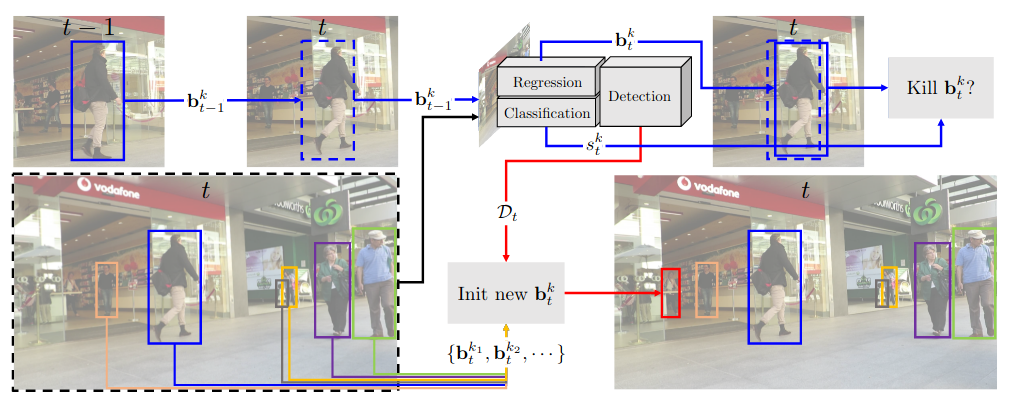 t − 1
t
t
b_{t−1}^k
b_{t−1}^k
Regression
Classification
Detection
b_t^k
s_t^k
Kill b_t^k?
vodafone
t
D_t
Init new b_t^k
{b_t^{k_1}, b_t^{k_2}, · · · }
vodafone
t